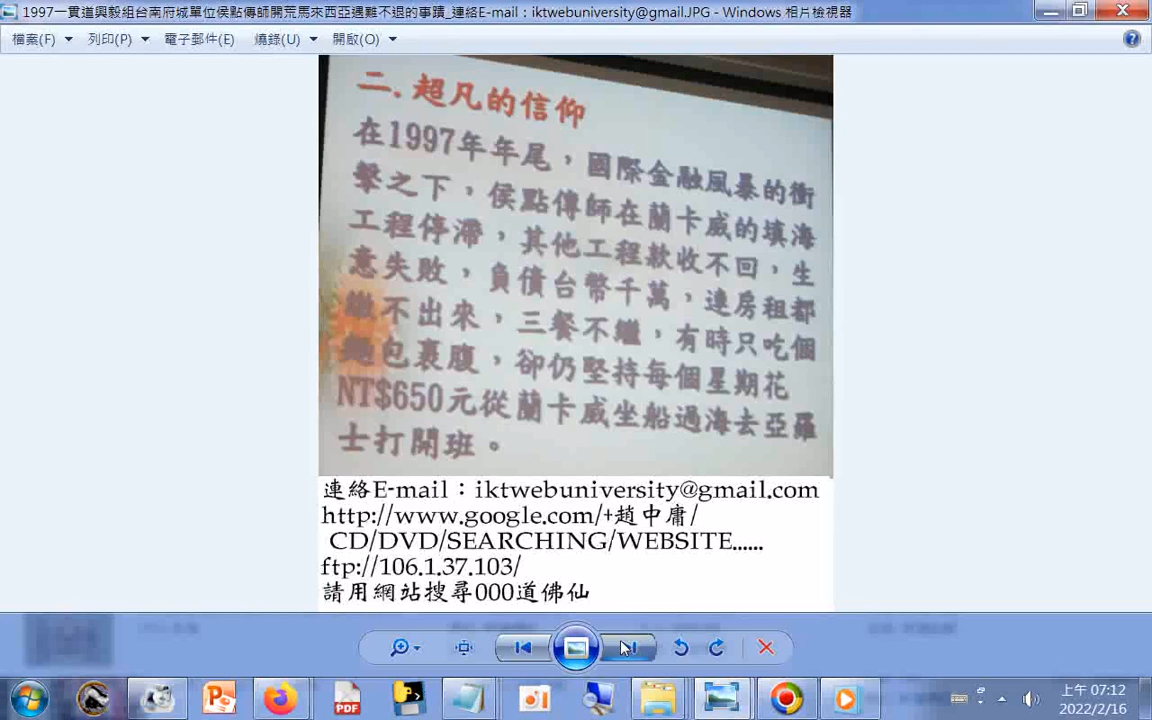 1997一貫道興毅組台南府城單位侯點傳師開荒馬來西亞遇難不退的事蹟_連絡E-mail：iktwebuniversity@gmail.JPG - Windows 相片檢視器
檔案(F) 列印(P) 電子郵件(E) 燒錄(U) 開啟(O)
二.超凡的信仰
在1997年年尾，國際金融風暴的衝
擊之下，侯點傳師在蘭卡威的填海
工程停滯，其他工程款收不回，生
意失敗，負債台幣千萬，連房租都
繳不出來，三餐不繼，有時只吃個
麵包裹腹，卻仍堅持每個星期花
NT$650元從蘭卡威坐船過海去亞羅
士打開班。
連絡E-mail：iktwebuniversity@gmail.com
http://www.google.com/+趙中庸/
CD/DVD/SEARCHING/WEBSITE......
ftp://106.1.37.103/
請用網站搜尋000道佛仙
上午 07:12
2022/2/16